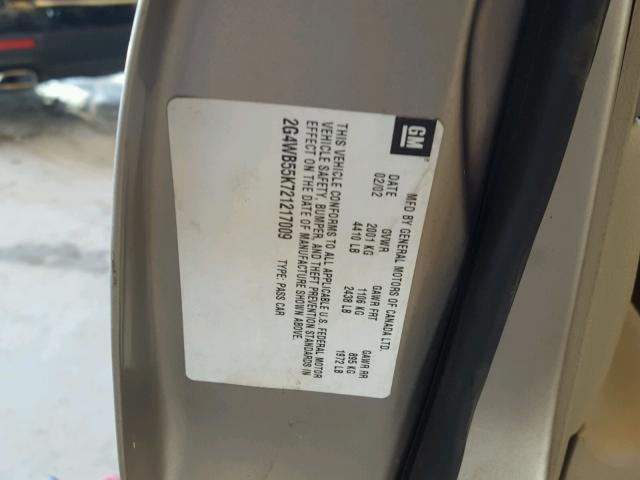 GM
MFD BY GENERAL MOTORS OF CANADA LTD.
DATE GVWR GAWR FRT GAWR RR
02/02 2001 KG 1106 KG 895 KG
4410 LB 2438 LB 1972 LB
THIS VEHICLE CONFORMS TO ALL APPLICABLE U.S. FEDERAL MOTOR
VEHICLE SAFETY, BUMPER, AND THEFT PREVENTION STANDARDS IN
EFFECT ON THE DATE OF MANUFACTURE SHOWN ABOVE.
2G4WB55K721217009 TYPE: PASS CAR